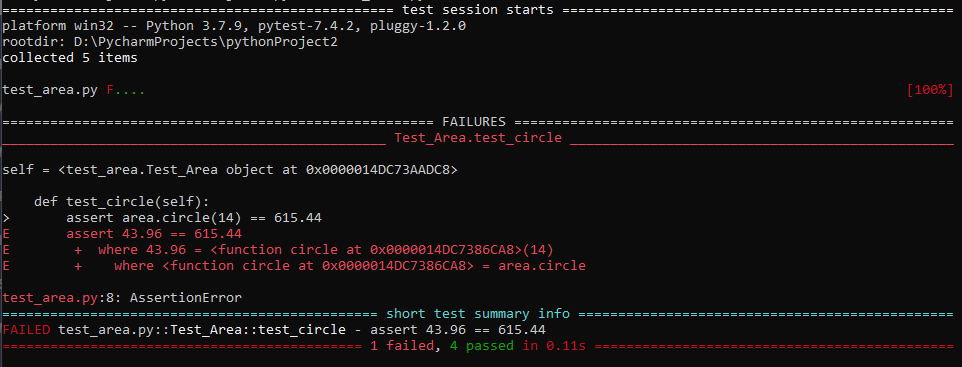 ============================================== test session starts ==============================================
platform win32 -- Python 3.7.9, pytest-7.4.2, pluggy-1.2.0
rootdir: D:\PycharmProjects\pythonProject2
collected 5 items
test_area.py F.... [100%]
====================================================== FAILURES =======================================================
________________________________________________ Test_Area.test_circle ________________________________________________
self = <test_area.Test_Area object at 0x0000014DC73AADC8>
def test_circle(self):
> assert area.circle(14) == 615.44
E assert 43.96 == 615.44
E + where 43.96 = <function circle at 0x0000014DC7386CA8>(14)
E + where <function circle at 0x0000014DC7386CA8> = area.circle
test_area.py:8: AssertionError
=============================================== short test summary info ===============================================
FAILED test_area.py::Test_Area::test_circle - assert 43.96 == 615.44
============================================= 1 failed, 4 passed in 0.11s =============================================